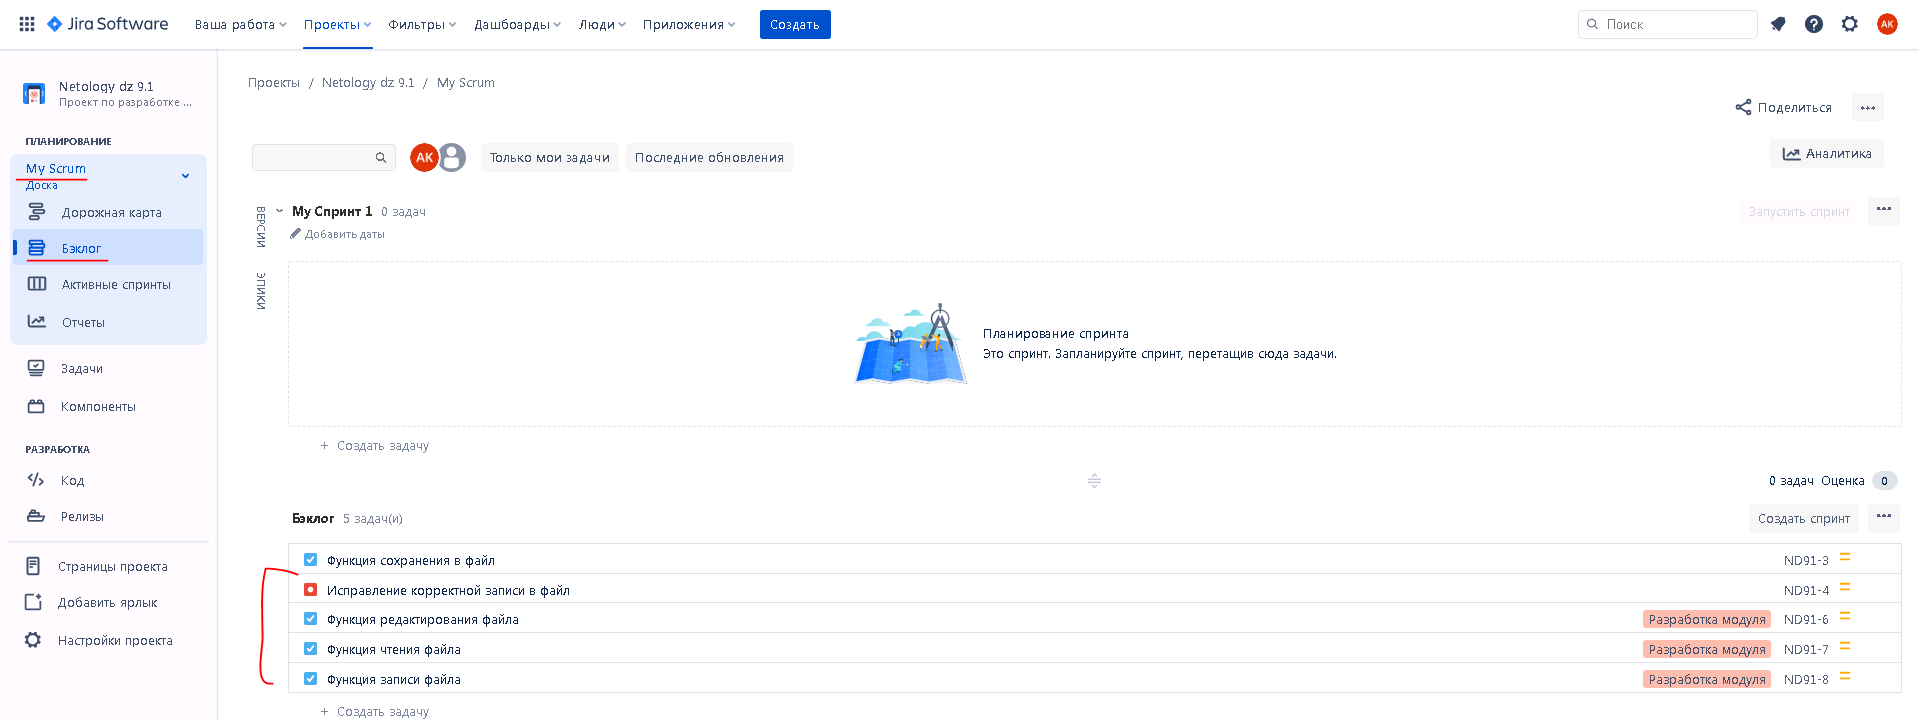 Jira Software Ваша работа Проекты Фильтры Дашбоарды Люди Приложения Создать Поиск АК
Netology dz 9.1
Проект по разработке ...
ПЛАНИРОВАНИЕ
My Scrum
Доска
Дорожная карта
Бэклог
Активные спринты
Отчеты
Задачи
Компоненты
РАЗРАБОТКА
Код
Релизы
Страницы проекта
Добавить ярлык
Настройки проекта
Проекты / Netology dz 9.1 / My Scrum
Поделиться
АК Только мои задачи Последние обновления Аналитика
ВЕРСИИ
ЭПИКИ
My Спринт 1 0 задач Запустить спринт
Добавить даты
Планирование спринта
Это спринт. Запланируйте спринт, перетащив сюда задачи.
+ Создать задачу
0 задач Оценка 0
Бэклог 5 задач(и) Создать спринт
Функция сохранения в файл ND91-3
Исправление корректной записи в файл ND91-4
Функция редактирования файла Разработка модуля ND91-6
Функция чтения файла Разработка модуля ND91-7
Функция записи файла Разработка модуля ND91-8
+ Создать задачу